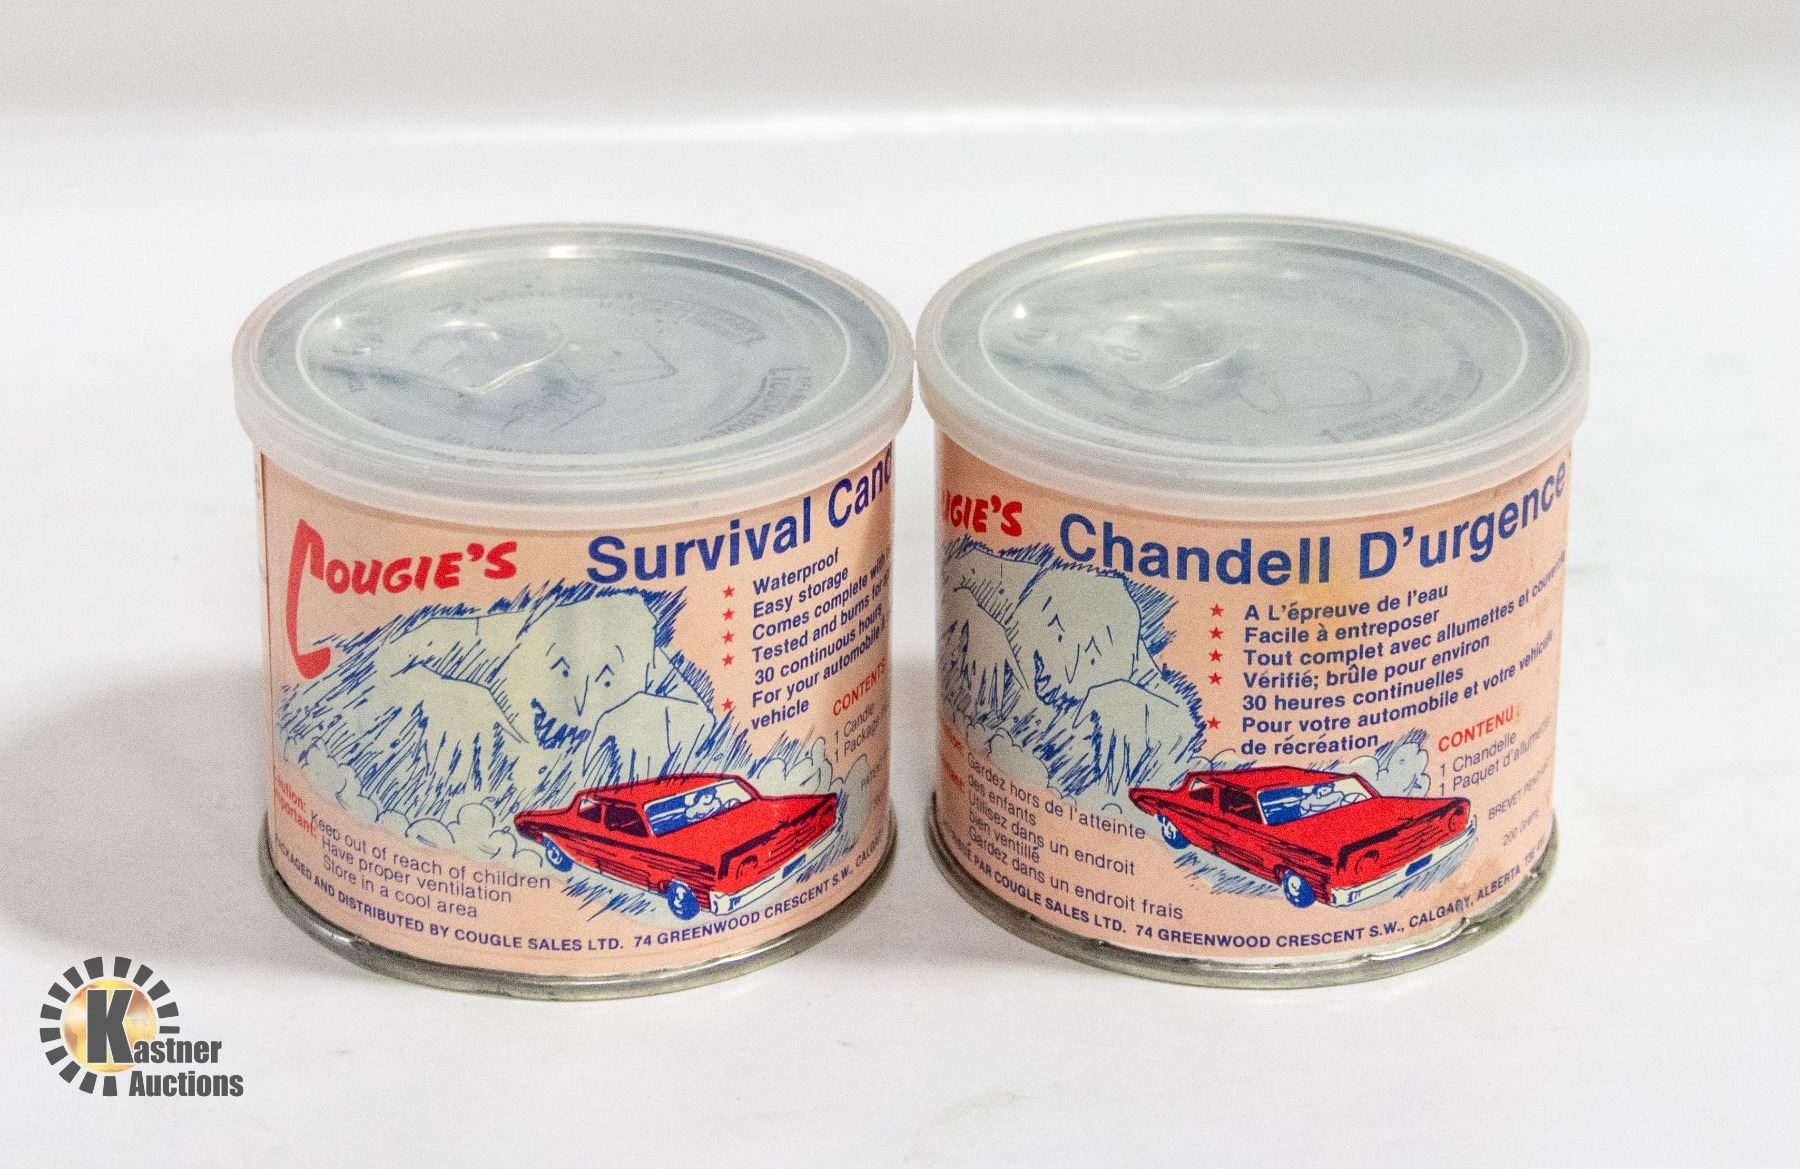 COUGIE'S
Survival
★ Waterproof
★ Easy storage
★ Comes complete with
★ Tested and burns for
30 continuous hours
★ For your automobile
vehicle
CONTENTS
1 Candle
1 Package
Keep out of reach of children
Have proper ventilation
Store in a cool area
AND DISTRIBUTED BY COUGLE SALES LTD. 74 GREENWOOD CRESCENT S.W.,
GIE'S
Chandell D'urgence
★ A L'épreuve de l'eau
★ Facile à entreposer
★ Tout complet avec allumettes et
★ Vérifié; brûle pour environ
30 heures continuelles
★ Pour votre automobile et votre vehicule
de récréation
CONTENU
1 Chandelle
1 Paquet
BREVET
Gardez hors de l'atteinte
des enfants
Utilisez dans un endroit
bien ventillé
Gardez dans un endroit frais
PAR COUGLE SALES LTD. 74 GREENWOOD CRESCENT S.W., CALGARY, ALBERTA
Kastner
Auctions